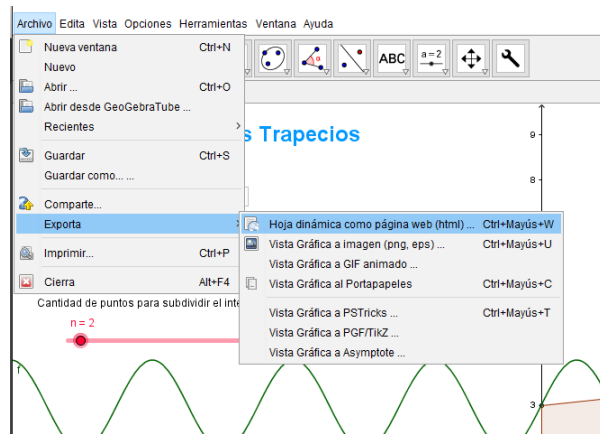 Archivo Edita Vista Opciones Herramientas Ventana Ayuda
Nueva ventana Ctrl+N
Nuevo
Abrir ... Ctrl+O
Abrir desde GeoGebraTube ...
Recientes
Guardar Ctrl+S
Guardar como... ...
Comparte...
Exporta
Imprimir... Ctrl+P
Cierra Alt+F4
ABC
a=2
s Trapecios
9
8
Hoja dinámica como página web (html) ... Ctrl+Mayús+W
Vista Gráfica a imagen (png, eps) ... Ctrl+Mayús+U
Vista Gráfica a GIF animado ...
Vista Gráfica al Portapapeles Ctrl+Mayús+C
Vista Gráfica a PSTricks ... Ctrl+Mayús+T
Vista Gráfica a PGF/TikZ ...
Vista Gráfica a Asymptote ...
Cantidad de puntos para subdividir el inte
n = 2
f
3